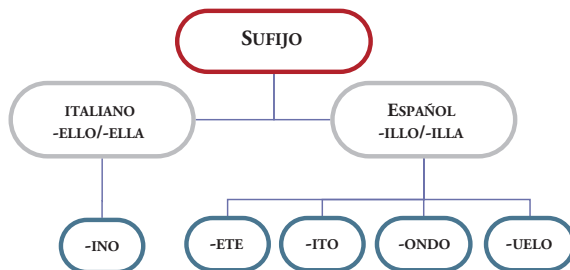 SUFIJO
ITALIANO
-ELLO/-ELLA
ESPAÑOL
-ILLO/-ILLA
-INO
-ETE
-ITO
-ONDO
-UELO